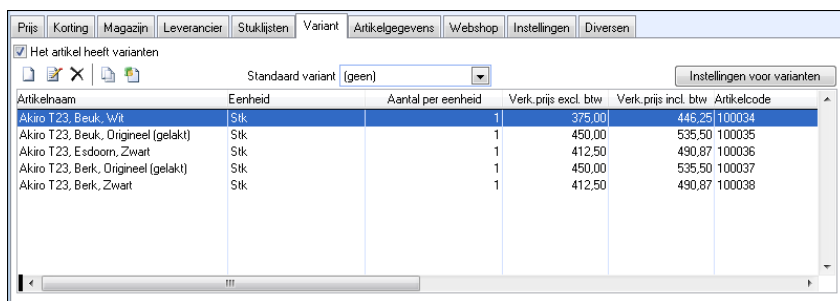 Prijs Korting Magazijn Leverancier Stuklijsten Variant Artikelgegevens Webshop Instellingen Diversen
Het artikel heeft varianten
Standaard variant (geen) Instellingen voor varianten
Artikelnaam Eenheid Aantal per eenheid Verk.prijs excl. btw Verk.prijs incl. btw Artikelcode
Akiro T23, Beuk, Wit Stk 1 375,00 446,25 100034
Akiro T23, Beuk, Origineel (gelakt) Stk 1 450,00 535,50 100035
Akiro T23, Esdoorn, Zwart Stk 1 412,50 490,87 100036
Akiro T23, Berk, Origineel (gelakt) Stk 1 450,00 535,50 100037
Akiro T23, Berk, Zwart Stk 1 412,50 490,87 100038